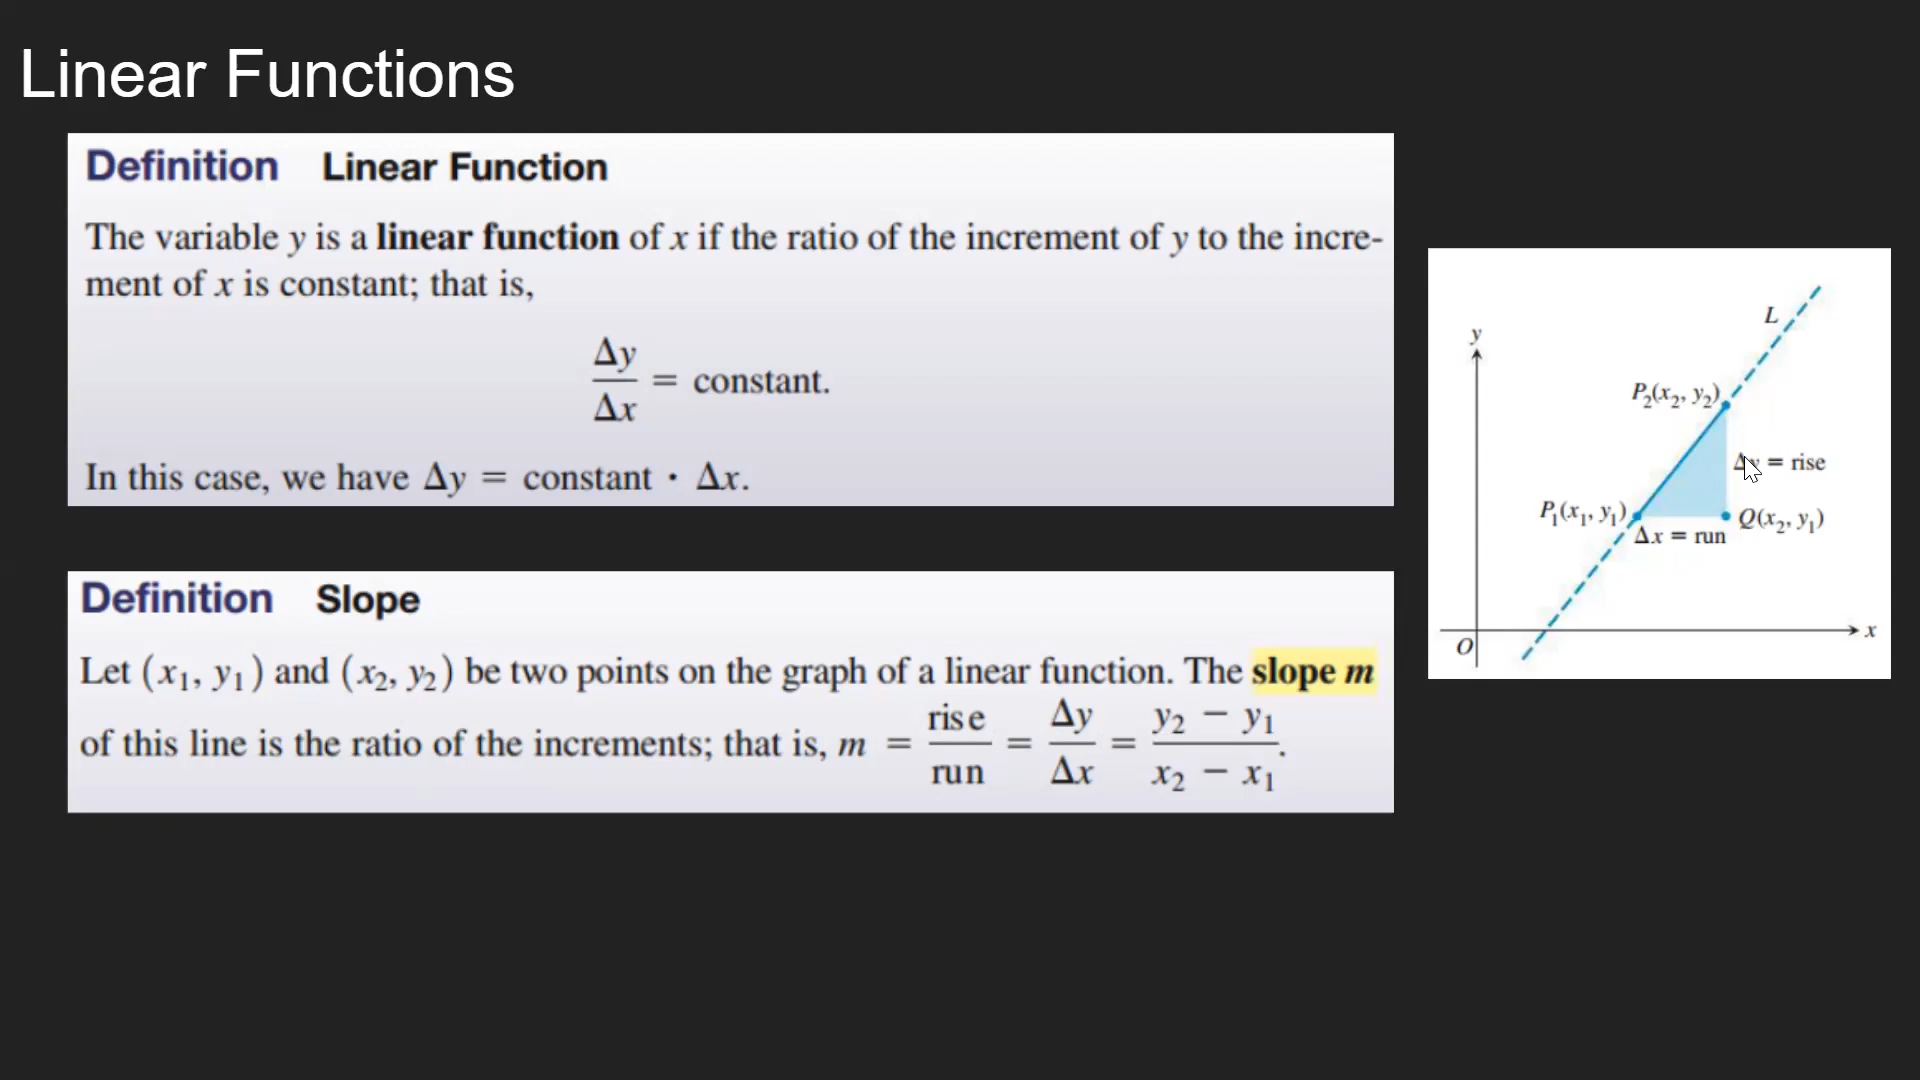 Linear Functions
Definition Linear Function
The variable y is a linear function of x if the ratio of the increment of y to the incre-
ment of x is constant; that is,
Δy/Δx = constant.
In this case, we have Δy = constant · Δx.
Definition Slope
Let (x₁, y₁) and (x₂, y₂) be two points on the graph of a linear function. The slope m
of this line is the ratio of the increments; that is, m = rise/run = Δy/Δx = (y₂ − y₁)/(x₂ − x₁).
L
y
P₂(x₂, y₂)
Δy = rise
P₁(x₁, y₁)
Q(x₂, y₁)
Δx = run
x
O